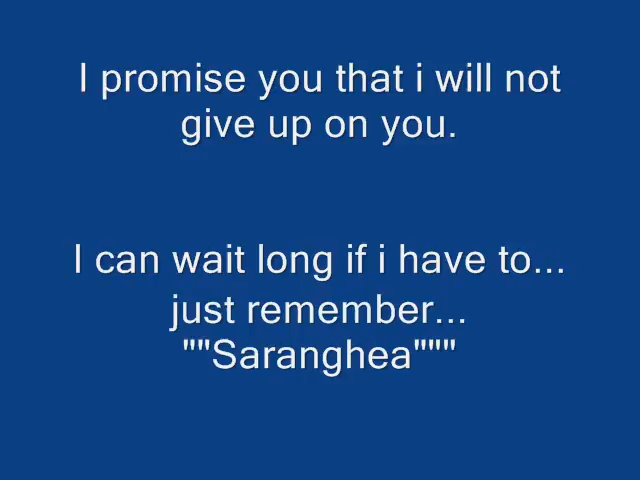 I promise you that i will not
give up on you.
I can wait long if i have to...
just remember...
""Saranghea"""